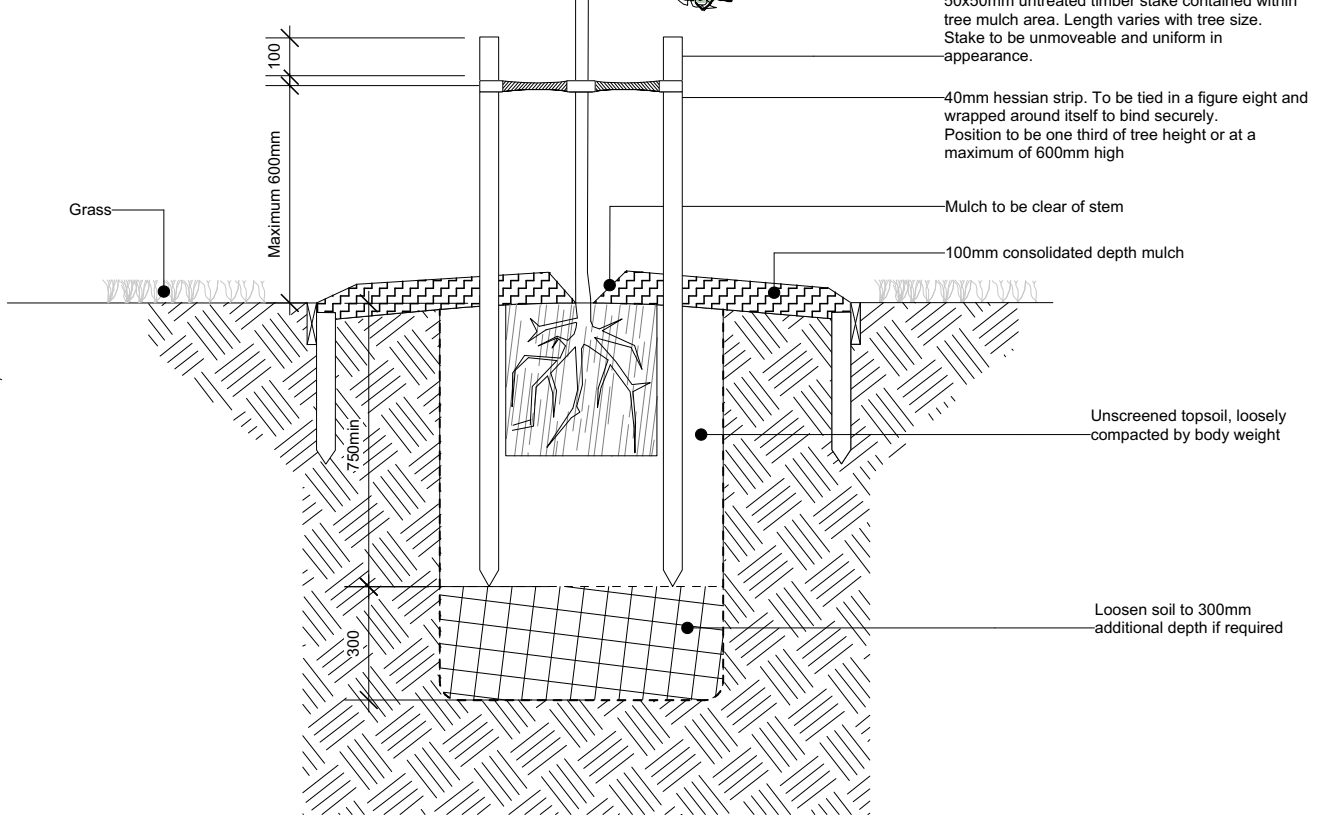 50x50mm untreated timber stake contained within
tree mulch area. Length varies with tree size.
Stake to be unmoveable and uniform in
appearance.
100
40mm hessian strip. To be tied in a figure eight and
wrapped around itself to bind securely.
Position to be one third of tree height or at a
maximum of 600mm high
Maximum 600mm
Grass
Mulch to be clear of stem
100mm consolidated depth mulch
750min
Unscreened topsoil, loosely
compacted by body weight
300
Loosen soil to 300mm
additional depth if required